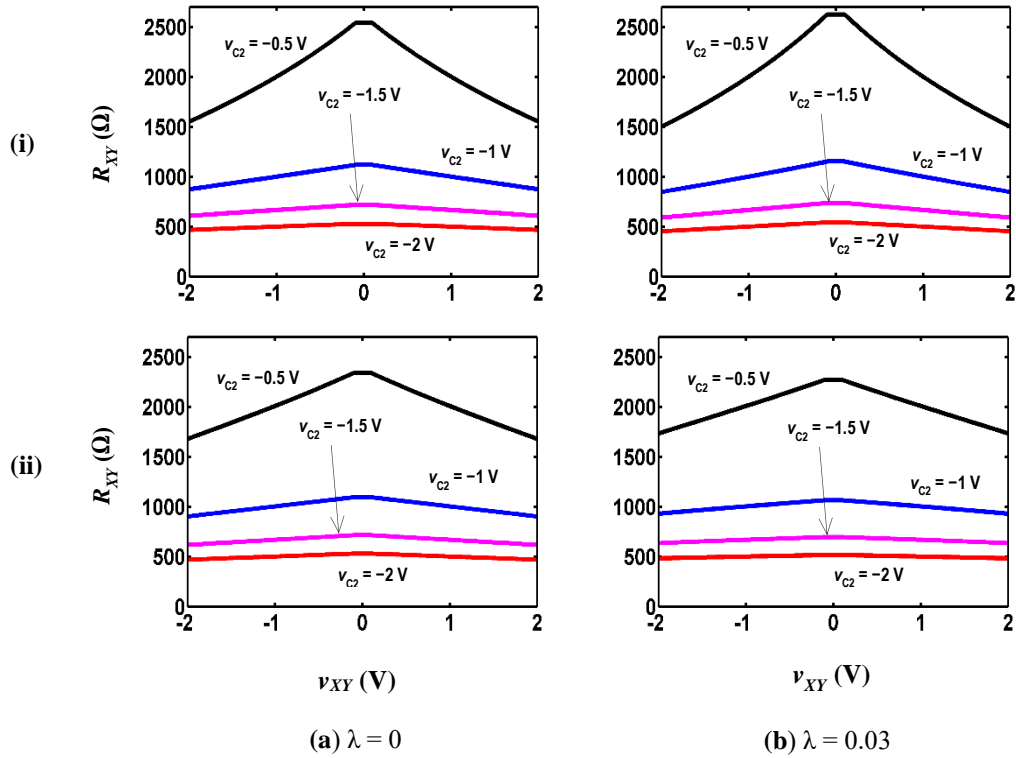 (i)
R_XY (Ω)
2500
2000
1500
1000
500
0
-2
-1
0
1
2
v_C2 = −0.5 V
v_C2 = −1.5 V
v_C2 = −1 V
v_C2 = −2 V
2500
2000
1500
1000
500
0
-2
-1
0
1
2
v_C2 = −0.5 V
v_C2 = −1.5 V
v_C2 = −1 V
v_C2 = −2 V
(ii)
R_XY (Ω)
2500
2000
1500
1000
500
0
-2
-1
0
1
2
v_C2 = −0.5 V
v_C2 = −1.5 V
v_C2 = −1 V
v_C2 = −2 V
2500
2000
1500
1000
500
0
-2
-1
0
1
2
v_C2 = −0.5 V
v_C2 = −1.5 V
v_C2 = −1 V
v_C2 = −2 V
v_XY (V)
v_XY (V)
(a) λ = 0
(b) λ = 0.03